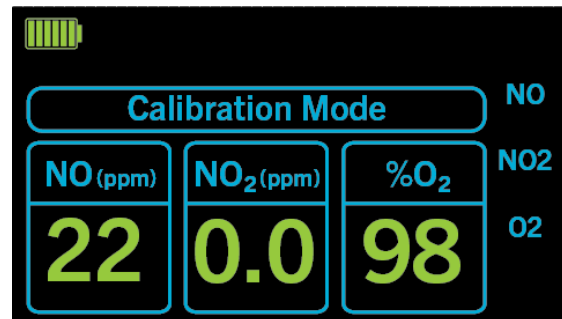 Calibration Mode
NO
NO (ppm) NO₂ (ppm) %O₂
NO2
22 0.0 98
O2